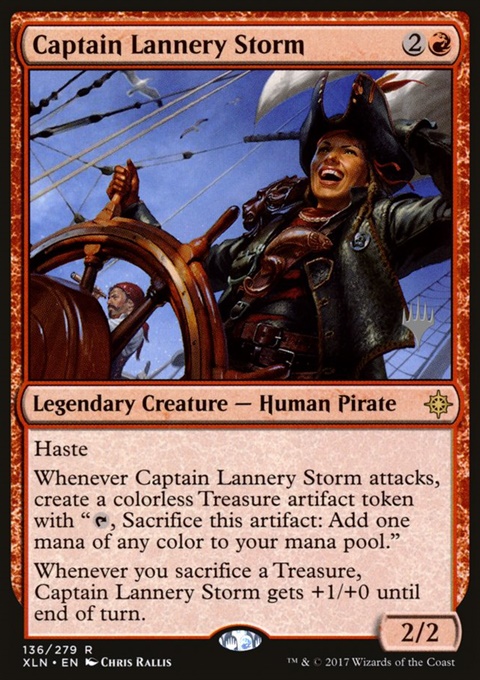 Captain Lannery Storm 2
Legendary Creature — Human Pirate
Haste
Whenever Captain Lannery Storm attacks,
create a colorless Treasure artifact token
with “, Sacrifice this artifact: Add one
mana of any color to your mana pool.”
Whenever you sacrifice a Treasure,
Captain Lannery Storm gets +1/+0 until
end of turn.
2/2
136/279 R
XLN • EN Chris Rallis
™ & © 2017 Wizards of the Coast